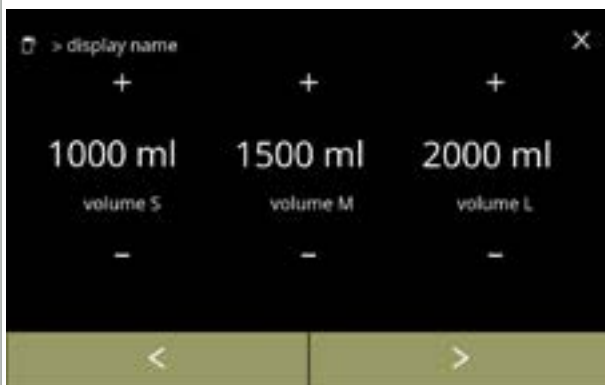 > display name
×
+ + +
1000 ml 1500 ml 2000 ml
volume S volume M volume L
− − −
< >